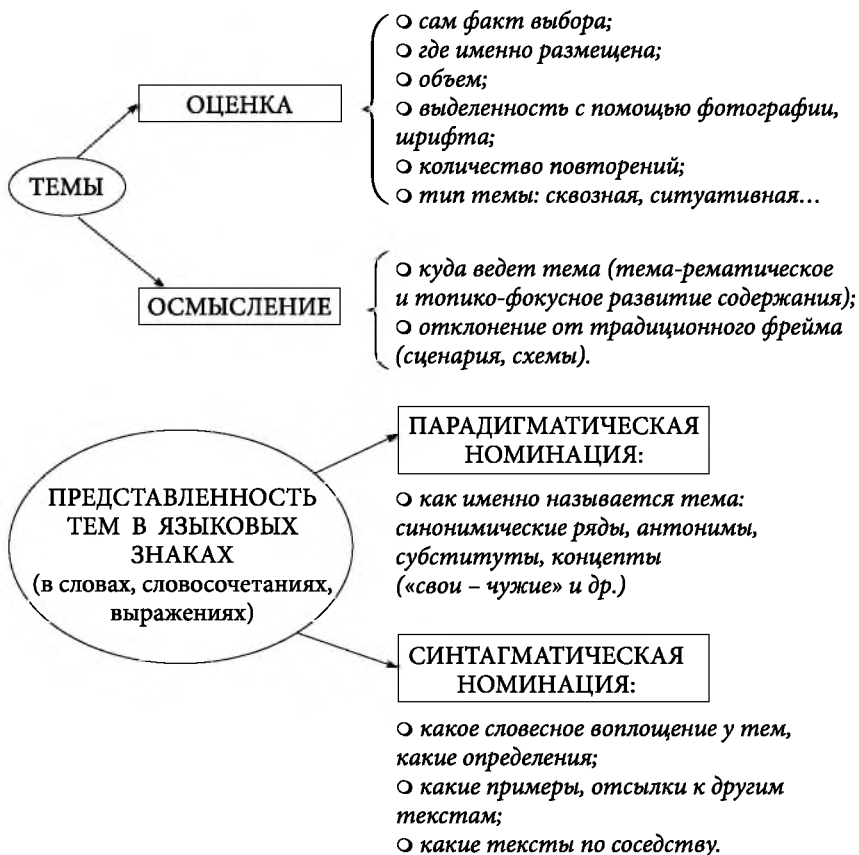 ТЕМЫ
ОЦЕНКА
○ сам факт выбора;
○ где именно размещена;
○ объем;
○ выделенность с помощью фотографии,
шрифта;
○ количество повторений;
○ тип темы: сквозная, ситуативная…
ОСМЫСЛЕНИЕ
○ куда ведет тема (тема-рематическое
и топико-фокусное развитие содержания);
○ отклонение от традиционного фрейма
(сценария, схемы).
ПРЕДСТАВЛЕННОСТЬ
ТЕМ В ЯЗЫКОВЫХ
ЗНАКАХ
(в словах, словосочетаниях,
выражениях)
ПАРАДИГМАТИЧЕСКАЯ
НОМИНАЦИЯ:
○ как именно называется тема:
синонимические ряды, антонимы,
субституты, концепты
(«свои – чужие» и др.)
СИНТАГМАТИЧЕСКАЯ
НОМИНАЦИЯ:
○ какое словесное воплощение у тем,
какие определения;
○ какие примеры, отсылки к другим
текстам;
○ какие тексты по соседству.